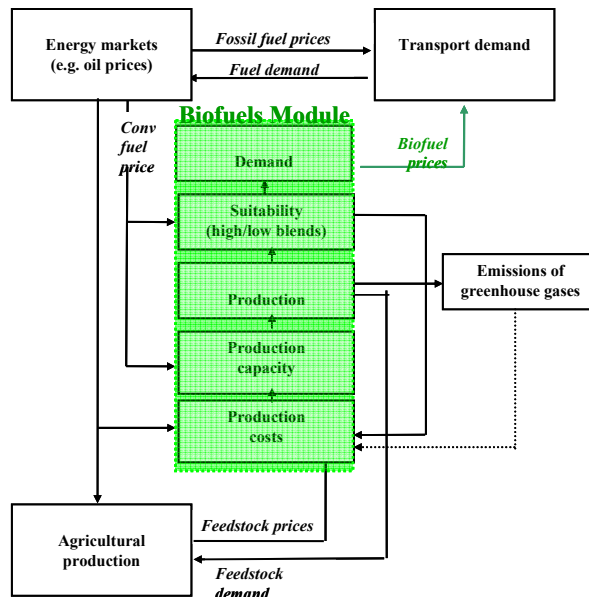 Energy markets
(e.g. oil prices)
Fossil fuel prices
Fuel demand
Transport demand
Conv
fuel
price
Biofuels Module
Demand
Biofuel
prices
Suitability
(high/low blends)
Production
Emissions of
greenhouse gases
Production
capacity
Production
costs
Agricultural
production
Feedstock prices
Feedstock
demand